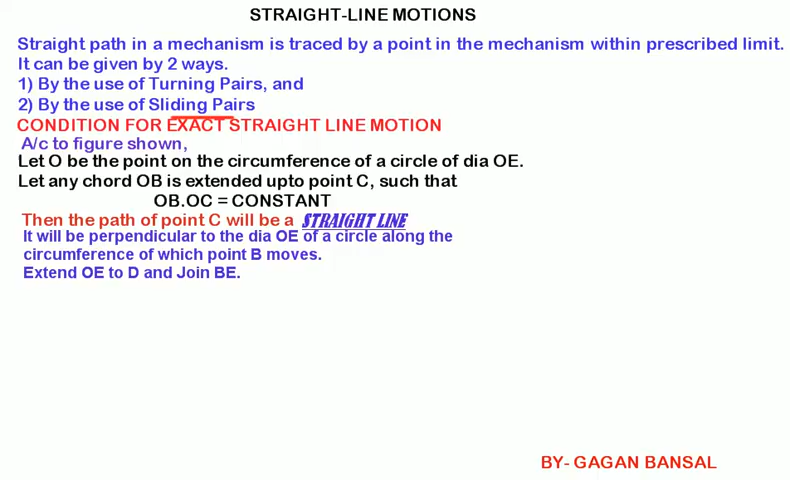 STRAIGHT-LINE MOTIONS
Straight path in a mechanism is traced by a point in the mechanism within prescribed limit.
It can be given by 2 ways.
1) By the use of Turning Pairs, and
2) By the use of Sliding Pairs
CONDITION FOR EXACT STRAIGHT LINE MOTION
A/c to figure shown,
Let O be the point on the circumference of a circle of dia OE.
Let any chord OB is extended upto point C, such that
OB.OC = CONSTANT
Then the path of point C will be a STRAIGHT LINE
It will be perpendicular to the dia OE of a circle along the
circumference of which point B moves.
Extend OE to D and Join BE.
BY- GAGAN BANSAL